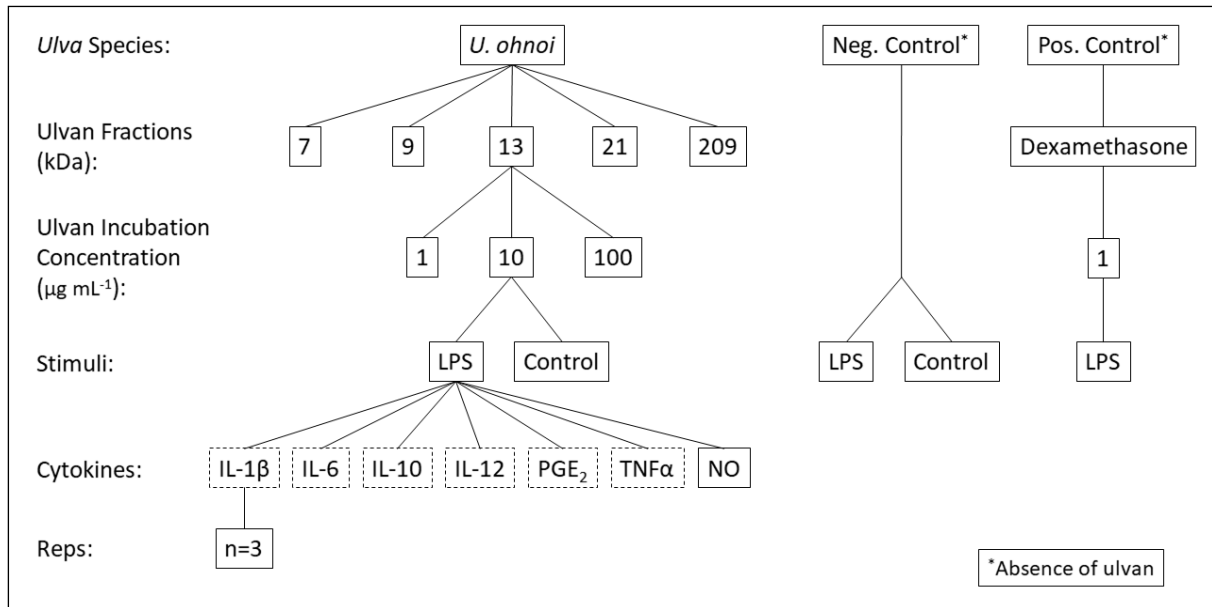 Ulva Species: U. ohnoi Neg. Control* Pos. Control*
Ulvan Fractions
(kDa): 7 9 13 21 209 Dexamethasone
Ulvan Incubation
Concentration
(µg mL⁻¹): 1 10 100 1
Stimuli: LPS Control LPS Control LPS
Cytokines: IL-1β IL-6 IL-10 IL-12 PGE₂ TNFα NO
Reps: n=3
*Absence of ulvan